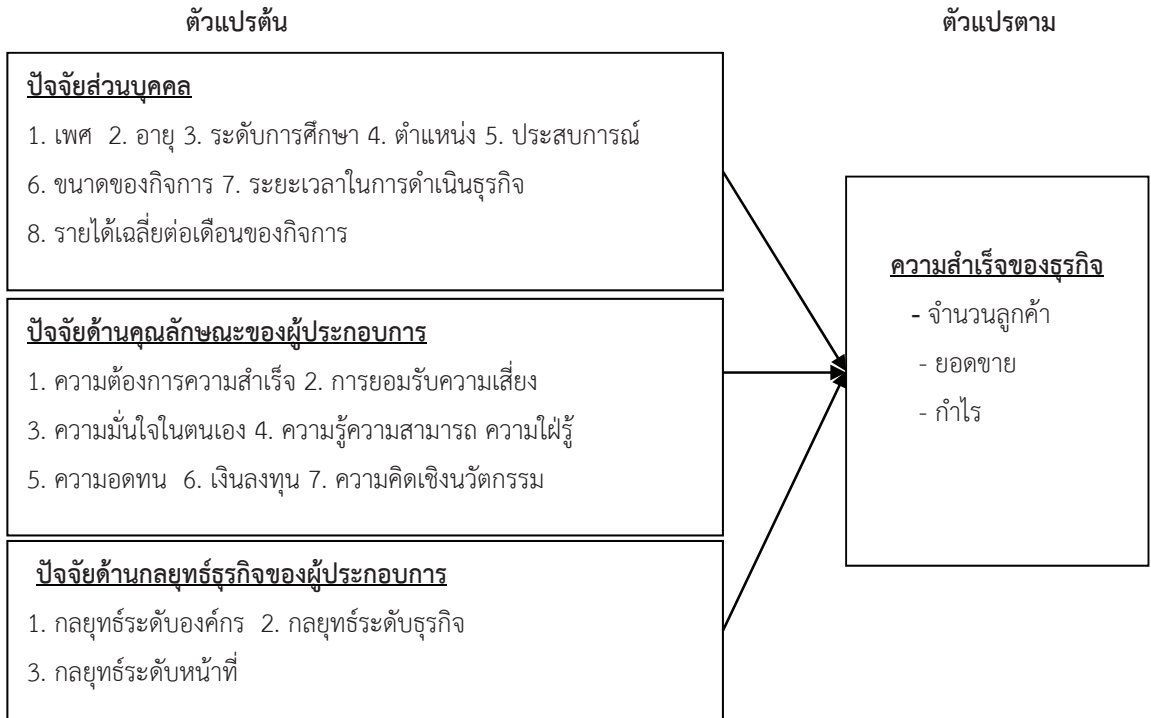 ตัวแปรต้น
ตัวแปรตาม
ปัจจัยส่วนบุคคล
1. เพศ 2. อายุ 3. ระดับการศึกษา 4. ตำแหน่ง 5. ประสบการณ์
6. ขนาดของกิจการ 7. ระยะเวลาในการดำเนินธุรกิจ
8. รายได้เฉลี่ยต่อเดือนของกิจการ
ปัจจัยด้านคุณลักษณะของผู้ประกอบการ
1. ความต้องการความสำเร็จ 2. การยอมรับความเสี่ยง
3. ความมั่นใจในตนเอง 4. ความรู้ความสามารถ ความใฝ่รู้
5. ความอดทน 6. เงินลงทุน 7. ความคิดเชิงนวัตกรรม
ปัจจัยด้านกลยุทธ์ธุรกิจของผู้ประกอบการ
1. กลยุทธ์ระดับองค์กร 2. กลยุทธ์ระดับธุรกิจ
3. กลยุทธ์ระดับหน้าที่
ความสำเร็จของธุรกิจ
- จำนวนลูกค้า
- ยอดขาย
- กำไร